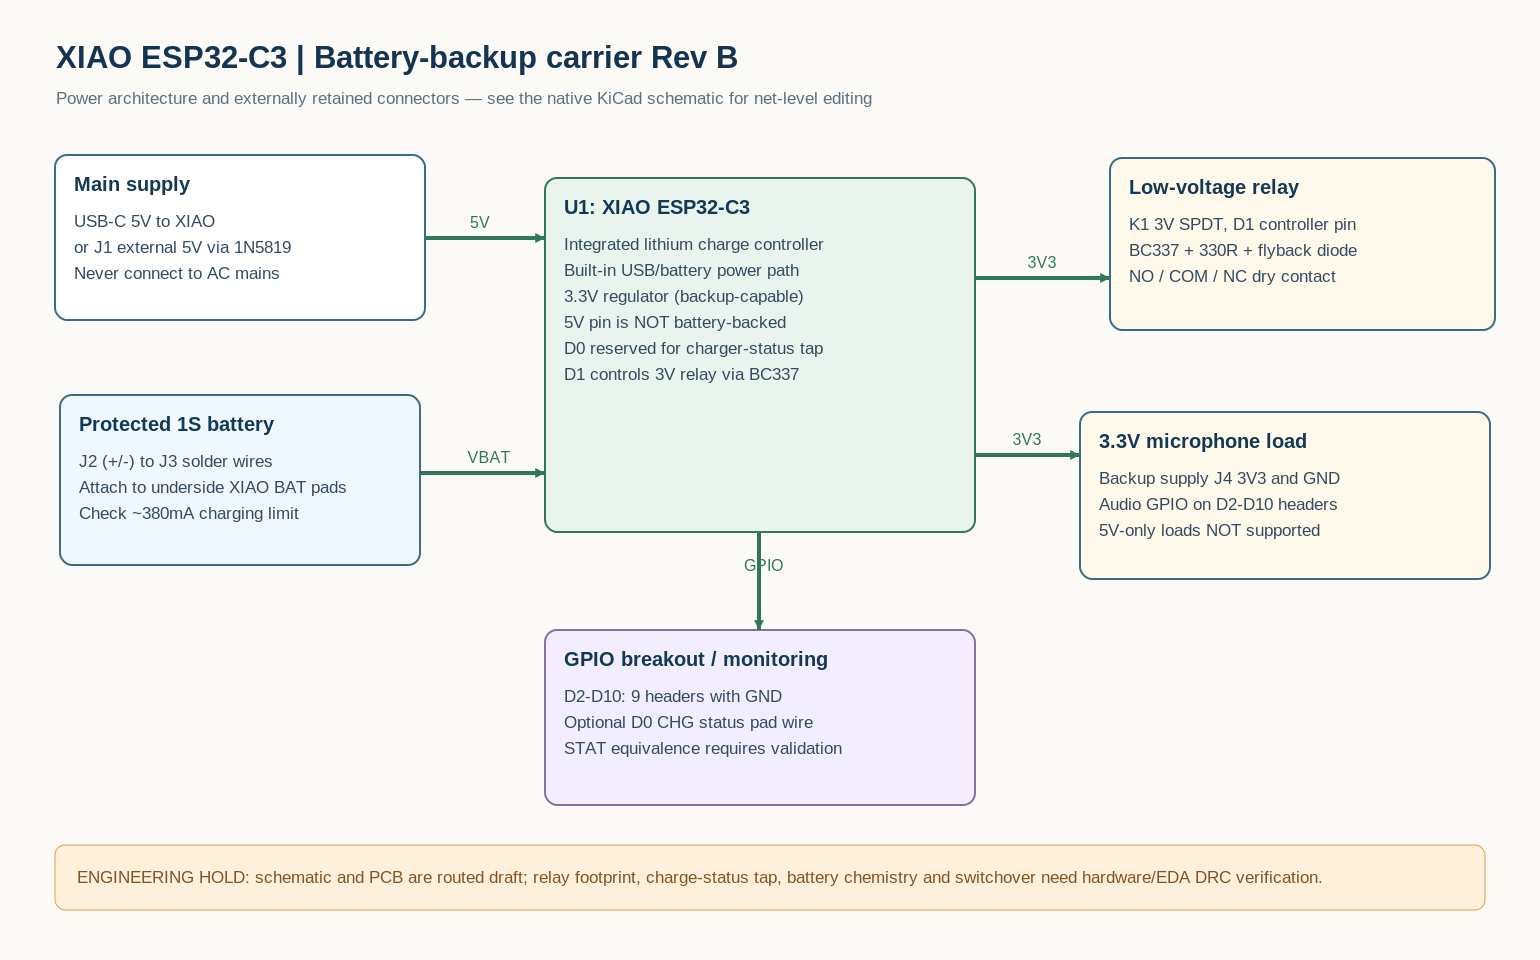 XIAO ESP32-C3 | Battery-backup carrier Rev B
Power architecture and externally retained connectors — see the native KiCad schematic for net-level editing
Main supply
USB-C 5V to XIAO
or J1 external 5V via 1N5819
Never connect to AC mains
5V
U1: XIAO ESP32-C3
Integrated lithium charge controller
Built-in USB/battery power path
3.3V regulator (backup-capable)
5V pin is NOT battery-backed
D0 reserved for charger-status tap
D1 controls 3V relay via BC337
3V3
Low-voltage relay
K1 3V SPDT, D1 controller pin
BC337 + 330R + flyback diode
NO / COM / NC dry contact
Protected 1S battery
J2 (+/-) to J3 solder wires
Attach to underside XIAO BAT pads
Check ~380mA charging limit
VBAT
3V3
3.3V microphone load
Backup supply J4 3V3 and GND
Audio GPIO on D2-D10 headers
5V-only loads NOT supported
GPIO
GPIO breakout / monitoring
D2-D10: 9 headers with GND
Optional D0 CHG status pad wire
STAT equivalence requires validation
ENGINEERING HOLD: schematic and PCB are routed draft; relay footprint, charge-status tap, battery chemistry and switchover need hardware/EDA DRC verification.